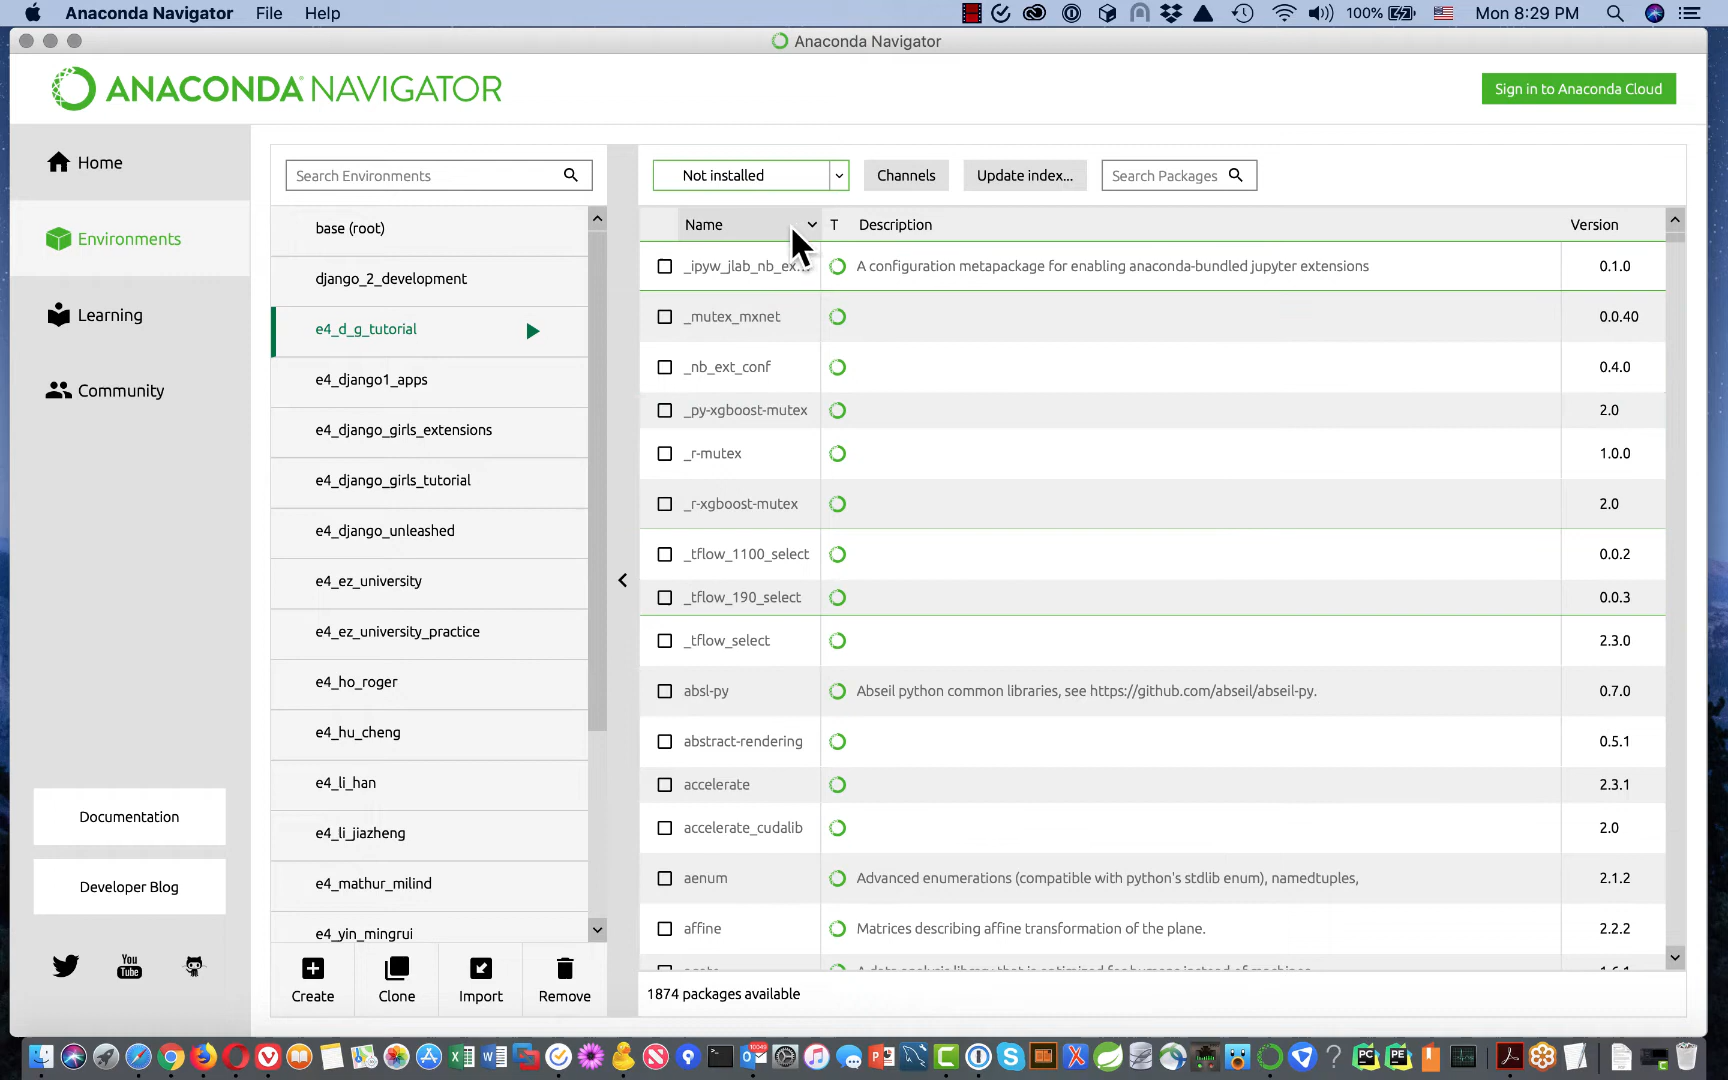 Anaconda Navigator File Help 100% Mon 8:29 PM
Anaconda Navigator
ANACONDA NAVIGATOR
Sign in to Anaconda Cloud
Home
Environments
Learning
Community
Documentation
Developer Blog
You
Tube
Search Environments
base (root)
django_2_development
e4_d_g_tutorial
e4_django1_apps
e4_django_girls_extensions
e4_django_girls_tutorial
e4_django_unleashed
e4_ez_university
e4_ez_university_practice
e4_ho_roger
e4_hu_cheng
e4_li_han
e4_li_jiazheng
e4_mathur_milind
e4_yin_mingrui
Create Clone Import Remove
Not installed Channels Update index... Search Packages
Name T Description Version
_ipyw_jlab_nb_ex... A configuration metapackage for enabling anaconda-bundled jupyter extensions 0.1.0
_mutex_mxnet 0.0.40
_nb_ext_conf 0.4.0
_py-xgboost-mutex 2.0
_r-mutex 1.0.0
_r-xgboost-mutex 2.0
_tflow_1100_select 0.0.2
_tflow_190_select 0.0.3
_tflow_select 2.3.0
absl-py Abseil python common libraries, see https://github.com/abseil/abseil-py. 0.7.0
abstract-rendering 0.5.1
accelerate 2.3.1
accelerate_cudalib 2.0
aenum Advanced enumerations (compatible with python's stdlib enum), namedtuples, 2.1.2
affine Matrices describing affine transformation of the plane. 2.2.2
1874 packages available